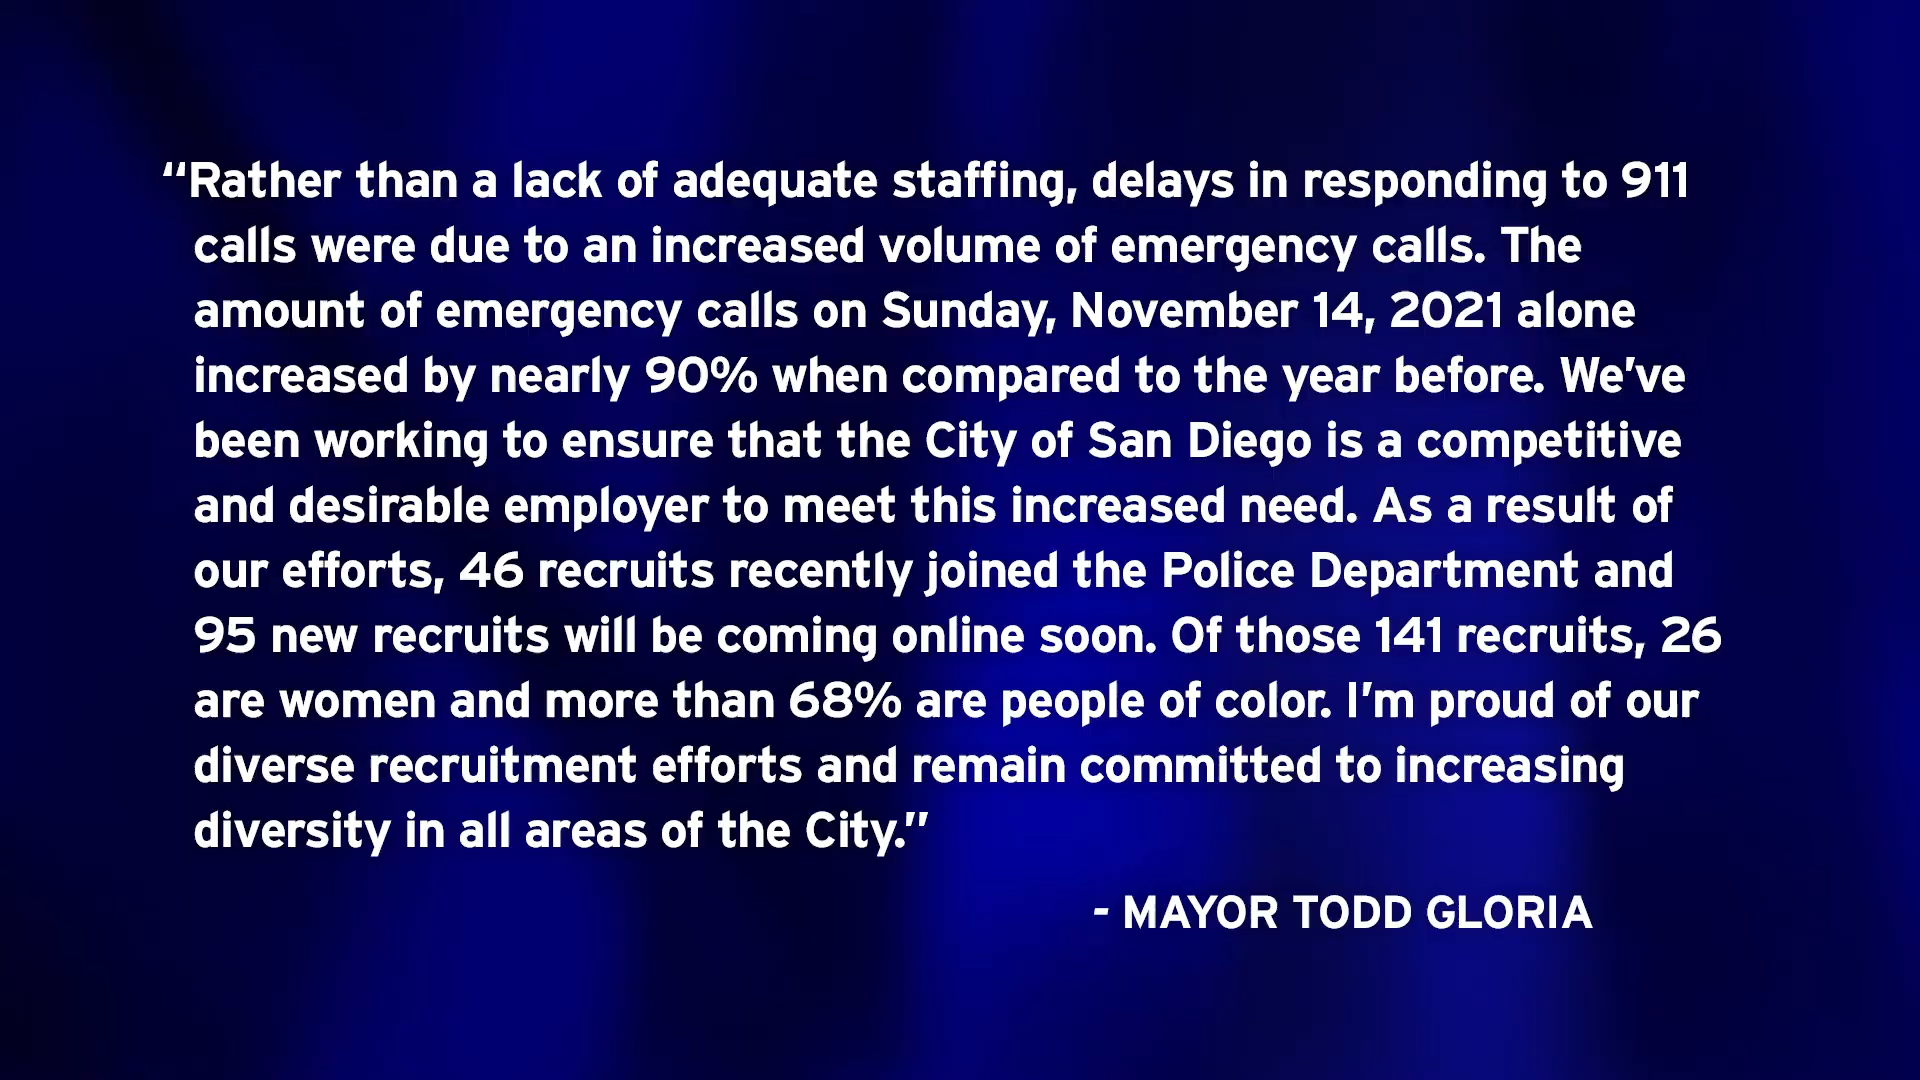 “Rather than a lack of adequate staffing, delays in responding to 911
calls were due to an increased volume of emergency calls. The
amount of emergency calls on Sunday, November 14, 2021 alone
increased by nearly 90% when compared to the year before. We’ve
been working to ensure that the City of San Diego is a competitive
and desirable employer to meet this increased need. As a result of
our efforts, 46 recruits recently joined the Police Department and
95 new recruits will be coming online soon. Of those 141 recruits, 26
are women and more than 68% are people of color. I’m proud of our
diverse recruitment efforts and remain committed to increasing
diversity in all areas of the City.”
- MAYOR TODD GLORIA